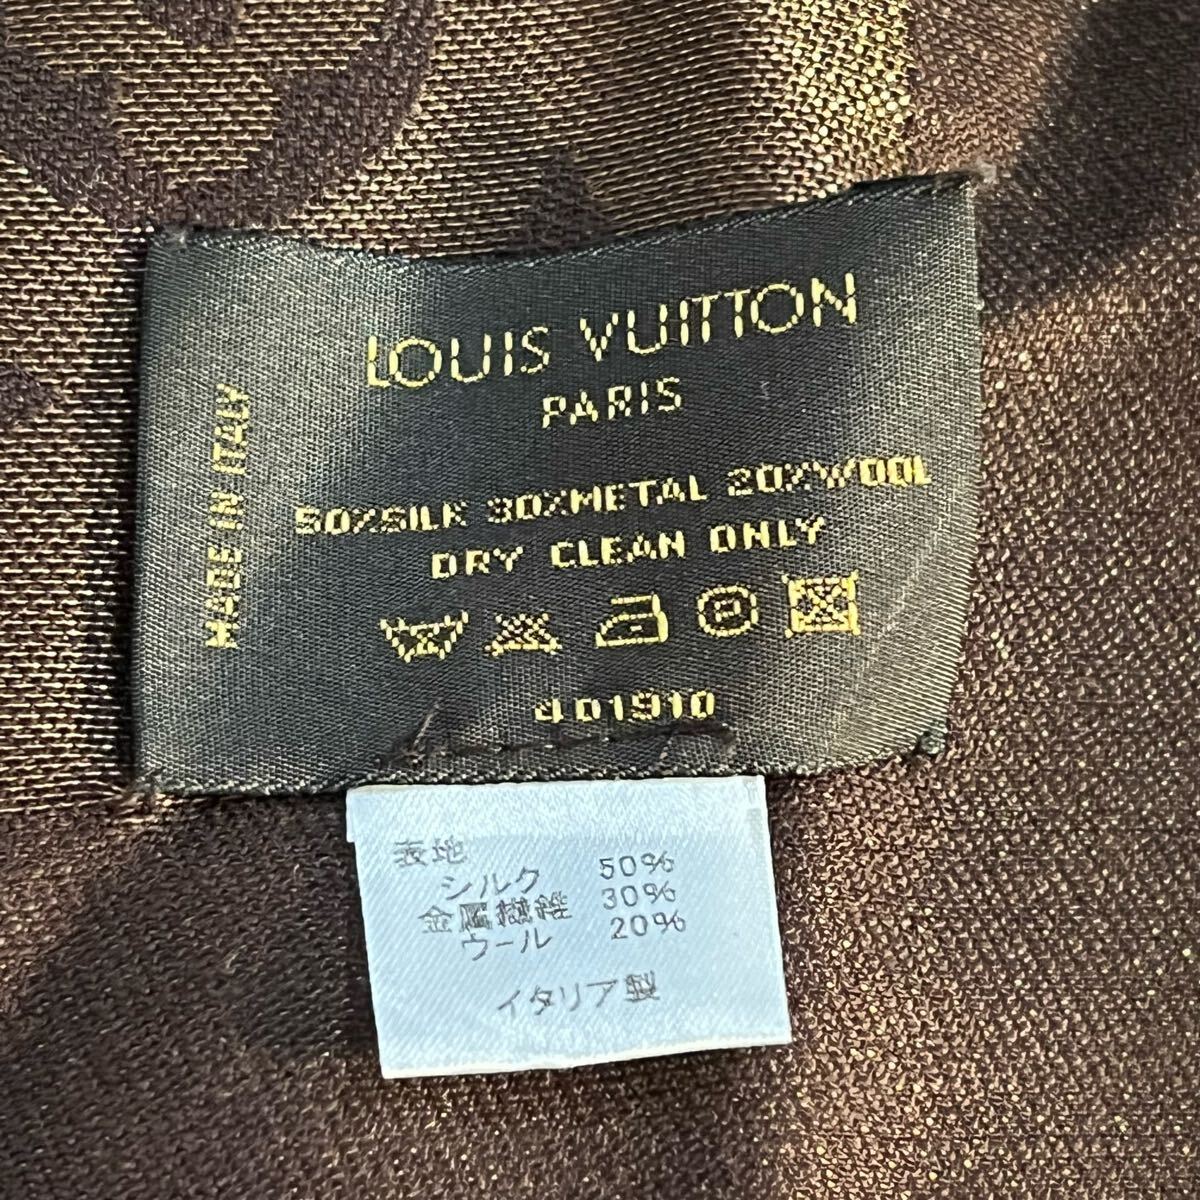 LOUIS VUITTON
PARIS
MADE IN ITALY
50%SILK 30%METAL 20%WOOL
DRY CLEAN ONLY
401910
表地
シルク 50%
金属繊維 30%
ウール 20%
イタリア製